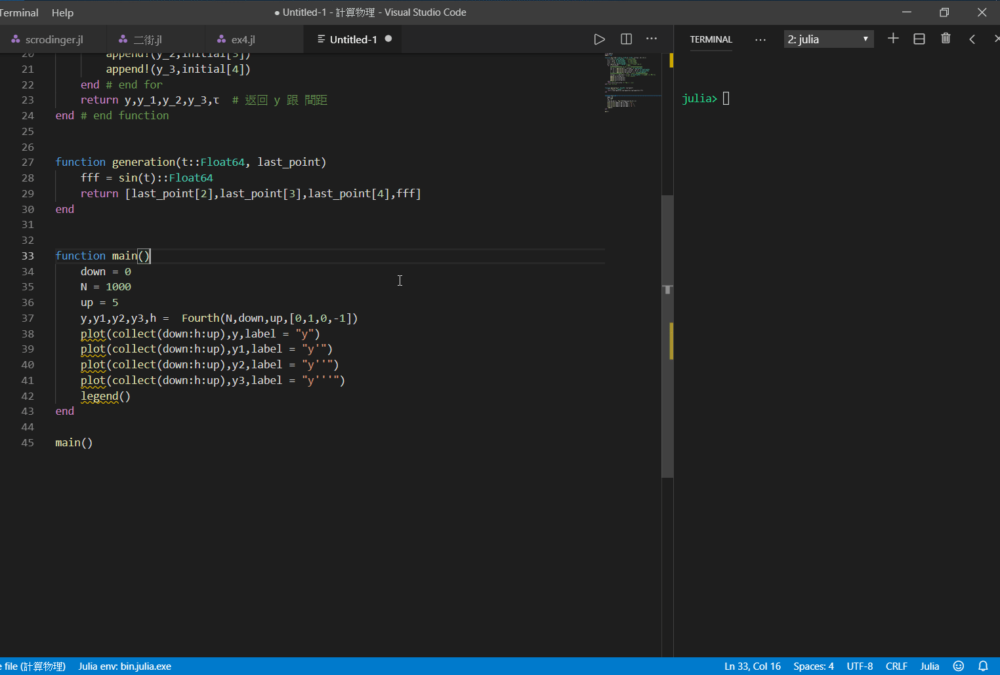 Terminal Help ● Untitled-1 - 計算物理 - Visual Studio Code
scrodinger.jl 二街.jl ex4.jl Untitled-1 TERMINAL 2: julia
20 append!(y_2,initial[3])
21 append!(y_3,initial[4])
22 end # end for
23 return y,y_1,y_2,y_3,τ # 返回 y 跟 間距
24 end # end function
25
26
27 function generation(t::Float64, last_point)
28 fff = sin(t)::Float64
29 return [last_point[2],last_point[3],last_point[4],fff]
30 end
31
32
33 function main()
34 down = 0
35 N = 1000
36 up = 5
37 y,y1,y2,y3,h =  Fourth(N,down,up,[0,1,0,-1])
38 plot(collect(down:h:up),y,label = "y")
39 plot(collect(down:h:up),y1,label = "y'")
40 plot(collect(down:h:up),y2,label = "y''")
41 plot(collect(down:h:up),y3,label = "y'''")
42 legend()
43 end
44
45 main()
julia>
e file (計算物理) Julia env: bin.julia.exe Ln 33, Col 16 Spaces: 4 UTF-8 CRLF Julia